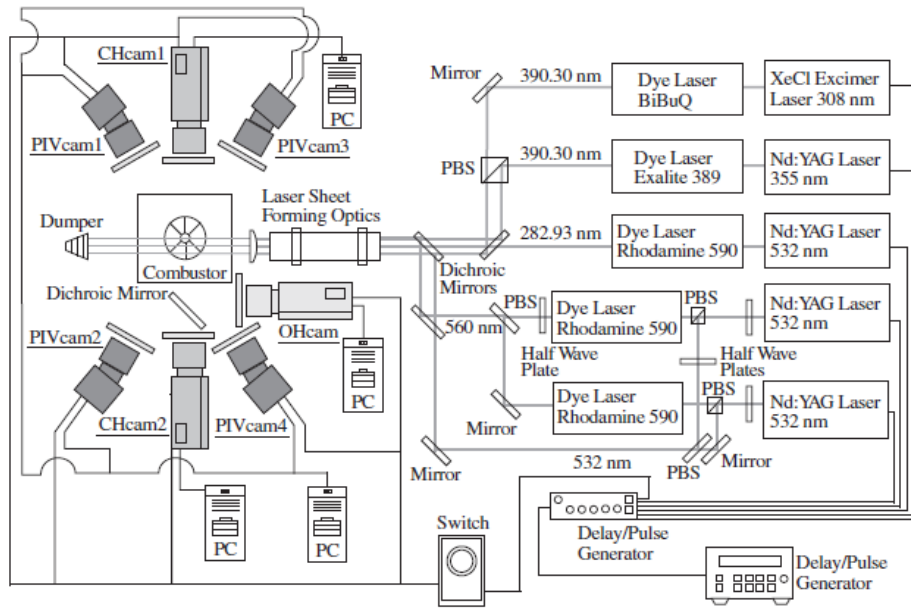 CHcam1
PC
PIVcam1
PIVcam3
Mirror
390.30 nm
Dye Laser
BiBuQ
XeCl Excimer
Laser 308 nm
PBS
390.30 nm
Dye Laser
Exalite 389
Nd:YAG Laser
355 nm
Laser Sheet
Forming Optics
Dumper
Combustor
282.93 nm
Dye Laser
Rhodamine 590
Nd:YAG Laser
532 nm
Dichroic
Mirrors
Dichroic Mirror
OHcam
PIVcam2
PBS
560 nm
Dye Laser
Rhodamine 590
PBS
Nd:YAG Laser
532 nm
Half Wave
Plate
Half Wave
Plates
PC
CHcam2
PIVcam4
Mirror
Dye Laser
Rhodamine 590
PBS
Nd:YAG Laser
532 nm
Mirror
PBS
Mirror
532 nm
PC
PC
Switch
Delay/Pulse
Generator
Delay/Pulse
Generator